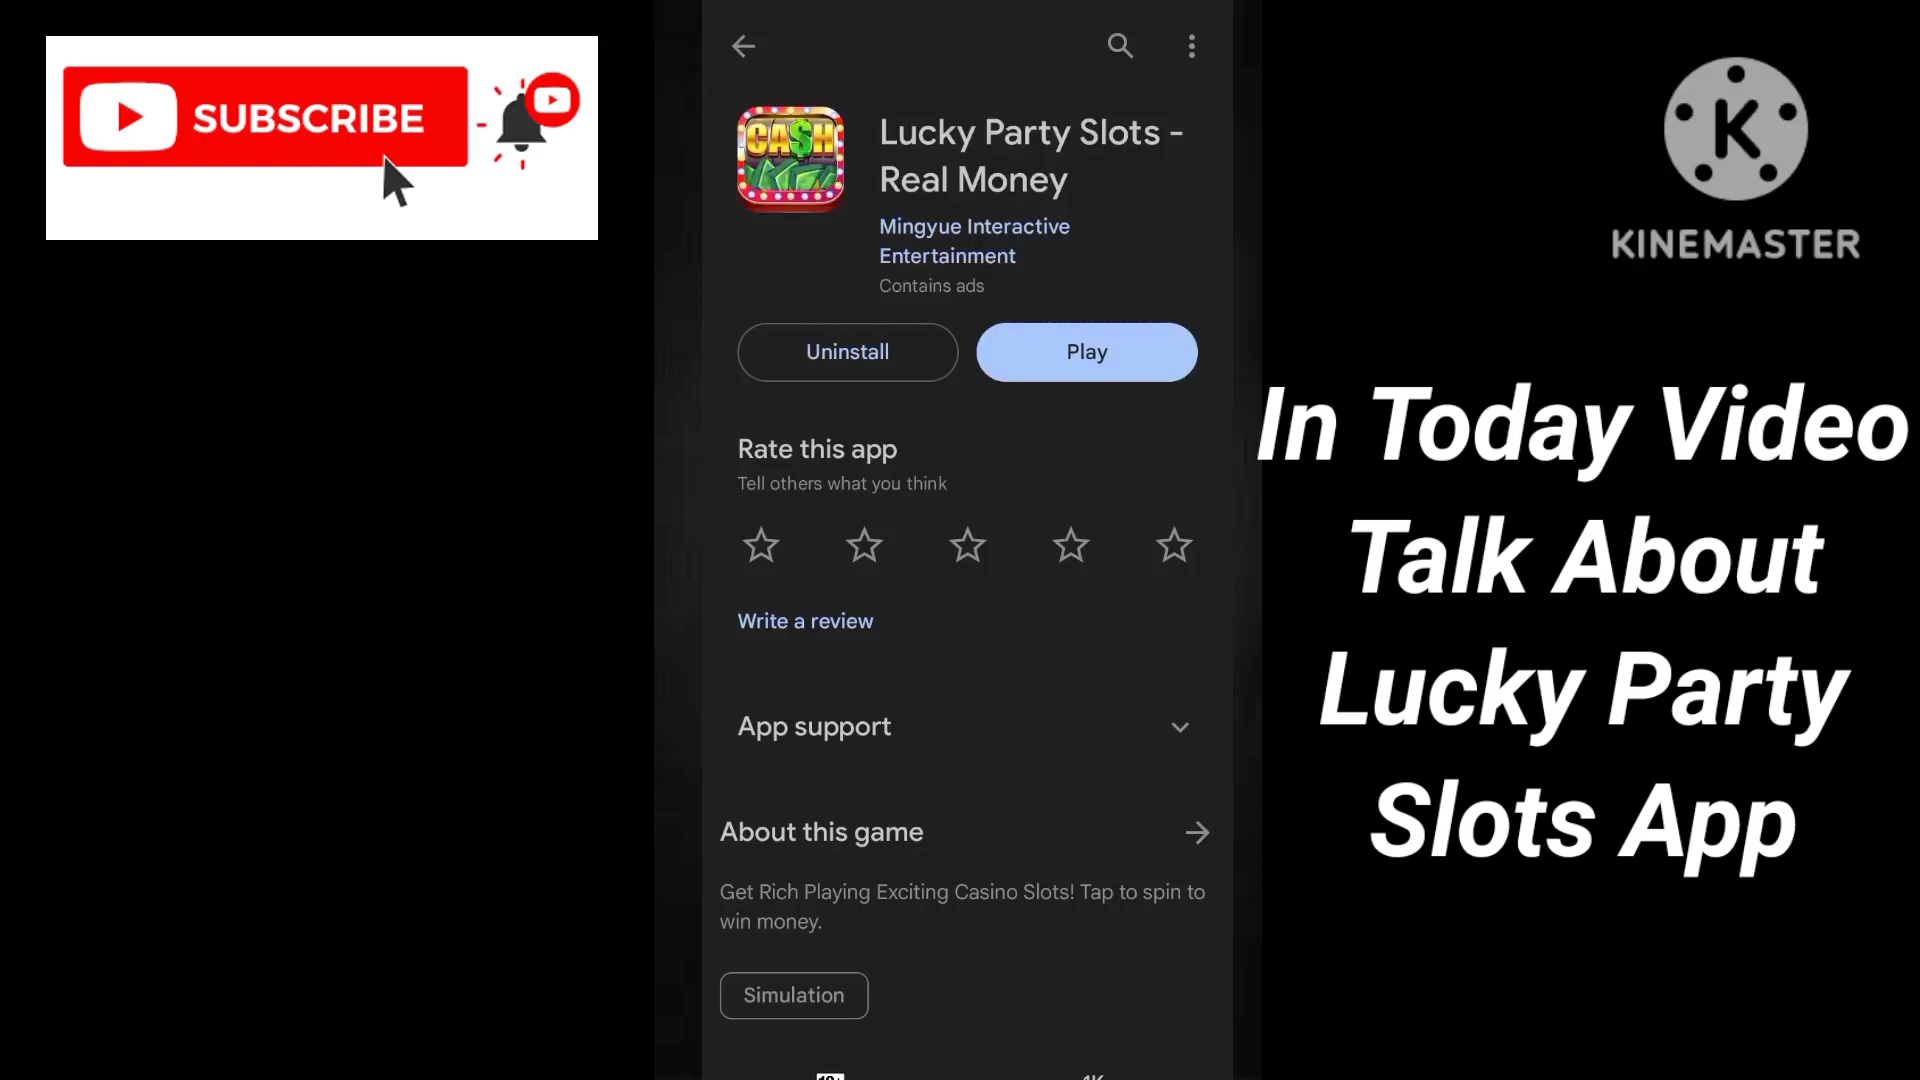 SUBSCRIBE
CA$H
Lucky Party Slots -
Real Money
Mingyue Interactive
Entertainment
Contains ads
Uninstall
Play
Rate this app
Tell others what you think
Write a review
App support
About this game
Get Rich Playing Exciting Casino Slots! Tap to spin to
win money.
Simulation
K
KINEMASTER
In Today Video
Talk About
Lucky Party
Slots App